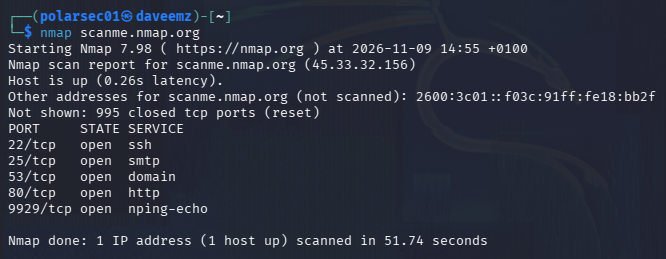 ┌──(polarsec01㉿daveemz)-[~]
└─$ nmap scanme.nmap.org
Starting Nmap 7.98 ( https://nmap.org ) at 2026-11-09 14:55 +0100
Nmap scan report for scanme.nmap.org (45.33.32.156)
Host is up (0.26s latency).
Other addresses for scanme.nmap.org (not scanned): 2600:3c01::f03c:91ff:fe18:bb2f
Not shown: 995 closed tcp ports (reset)
PORT     STATE SERVICE
22/tcp   open  ssh
25/tcp   open  smtp
53/tcp   open  domain
80/tcp   open  http
9929/tcp open  nping-echo
Nmap done: 1 IP address (1 host up) scanned in 51.74 seconds